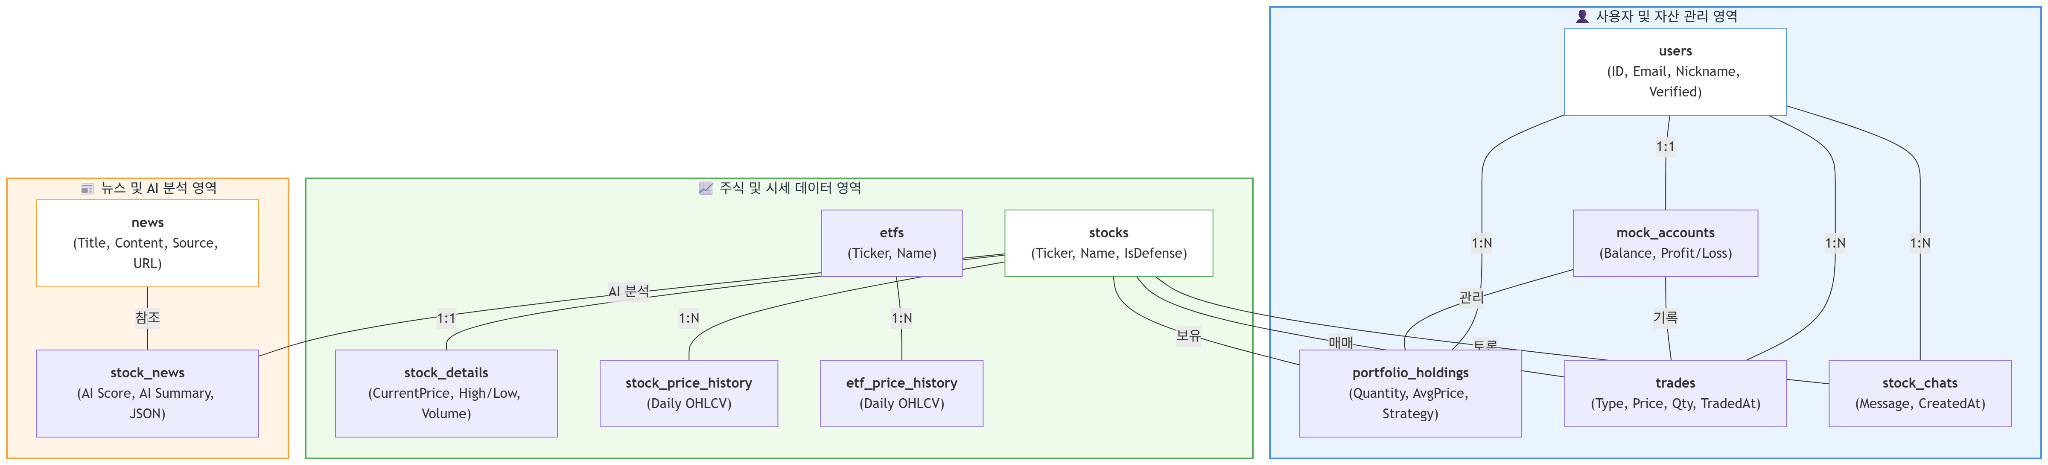 👤 사용자 및 자산 관리 영역
users
(ID, Email, Nickname,
Verified)
1:1
1:N
1:N
1:N
mock_accounts
(Balance, Profit/Loss)
관리
기록
portfolio_holdings
(Quantity, AvgPrice,
Strategy)
trades
(Type, Price, Qty, TradedAt)
stock_chats
(Message, CreatedAt)
📈 주식 및 시세 데이터 영역
etfs
(Ticker, Name)
stocks
(Ticker, Name, IsDefense)
AI 분석
1:1
1:N
1:N
보유
매매
토론
stock_details
(CurrentPrice, High/Low,
Volume)
stock_price_history
(Daily OHLCV)
etf_price_history
(Daily OHLCV)
📰 뉴스 및 AI 분석 영역
news
(Title, Content, Source,
URL)
참조
stock_news
(AI Score, AI Summary,
JSON)